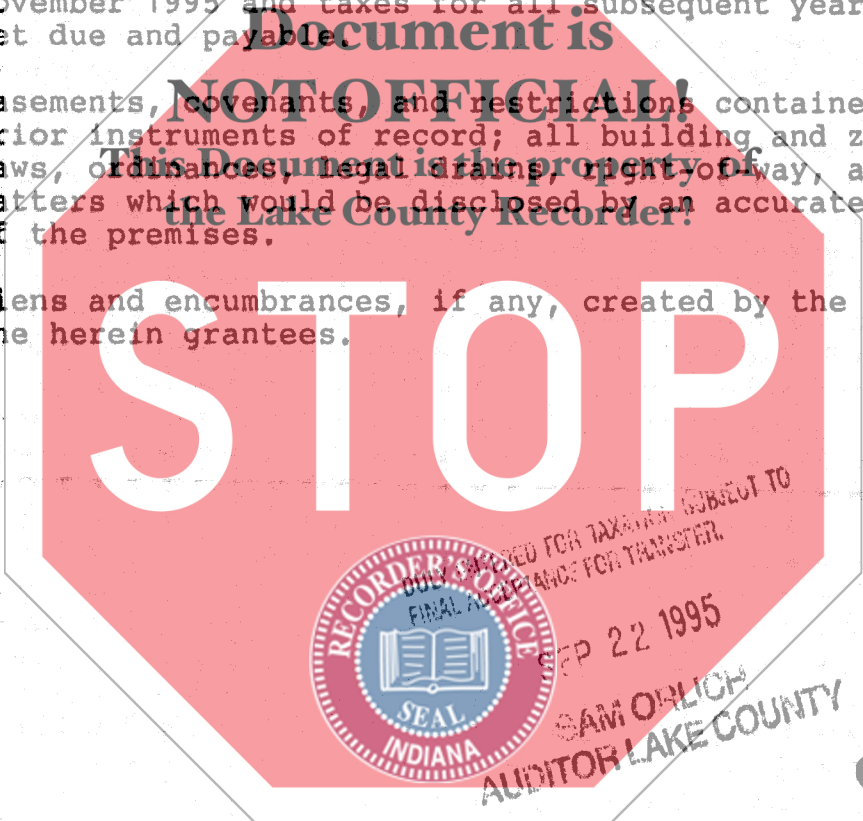 ovember 1995 and taxes for all subsequent year
et due and payable.
Document is
NOT OFFICIAL!
asements, covenants, and restrictions containe
rior instruments of record; all building and z
aws, ordinances, legal drains, right-of-way, a
This Document is the property of
atters which would be disclosed by an accurate
the Lake County Recorder!
f the premises.
iens and encumbrances, if any, created by the
he herein grantees.
STOP
DULY ENTERED FOR TAXATION SUBJECT TO
FINAL ACCEPTANCE FOR TRANSFER.
SEP 22 1995
SAM ORLICH
AUDITOR LAKE COUNTY
RECORDER'S OFFICE
SEAL
INDIANA